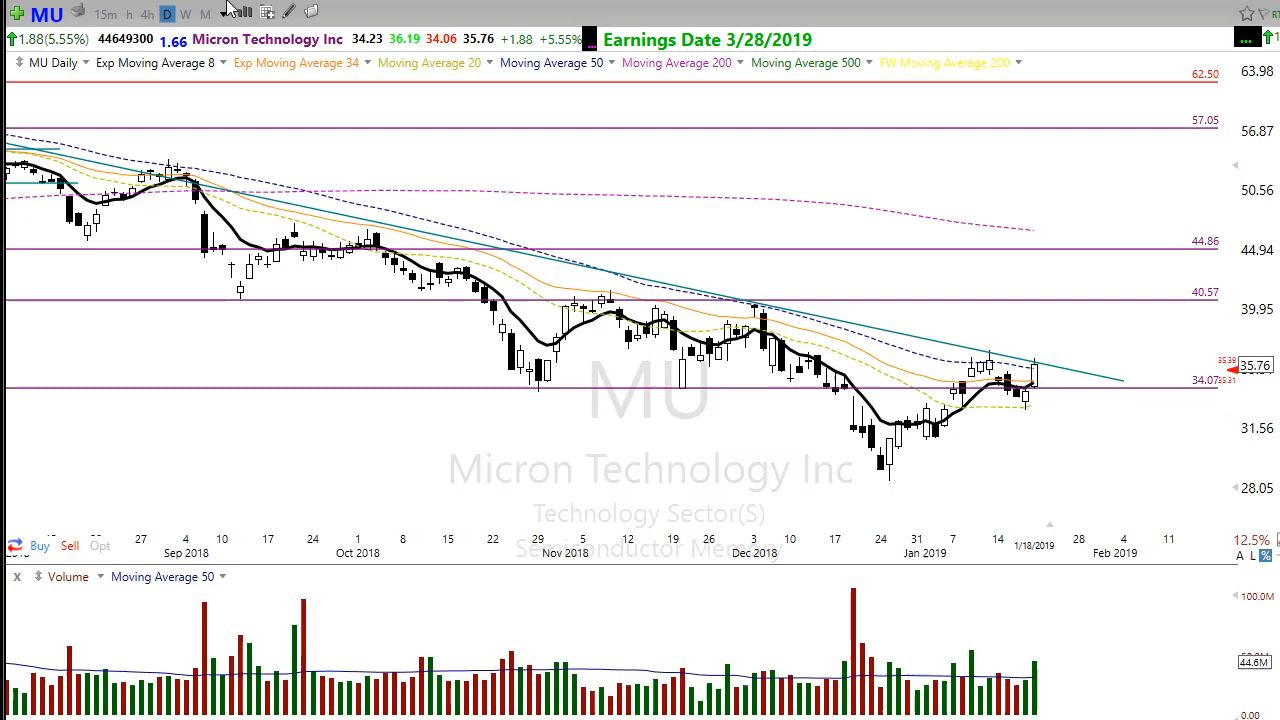 MU 15m h 4h D W M
1.88(5.55%) 44649300 1.66 Micron Technology Inc 34.23 36.19 34.06 35.76 +1.88 +5.55% ... Earnings Date 3/28/2019 ...
MU Daily Exp Moving Average 8 Exp Moving Average 34 Moving Average 20 Moving Average 50 Moving Average 200 Moving Average 500 FW Moving Average 200
62.50 63.98
57.05 56.87
50.56
44.86 44.94
40.57 39.95
35.39 35.76
34.07 35.31
31.56
28.05
MU
Micron Technology Inc
Technology Sector(S)
Semiconductor Memory
27 4 10 17 24 1 8 15 22 29 5 12 19 26 3 10 17 24 31 7 14 1/18/2019 28 4 11
Sep 2018 Oct 2018 Nov 2018 Dec 2018 Jan 2019 Feb 2019
Buy Sell Opt 12.5%
A L %
X Volume Moving Average 50
100.0M
44.6M
0.00